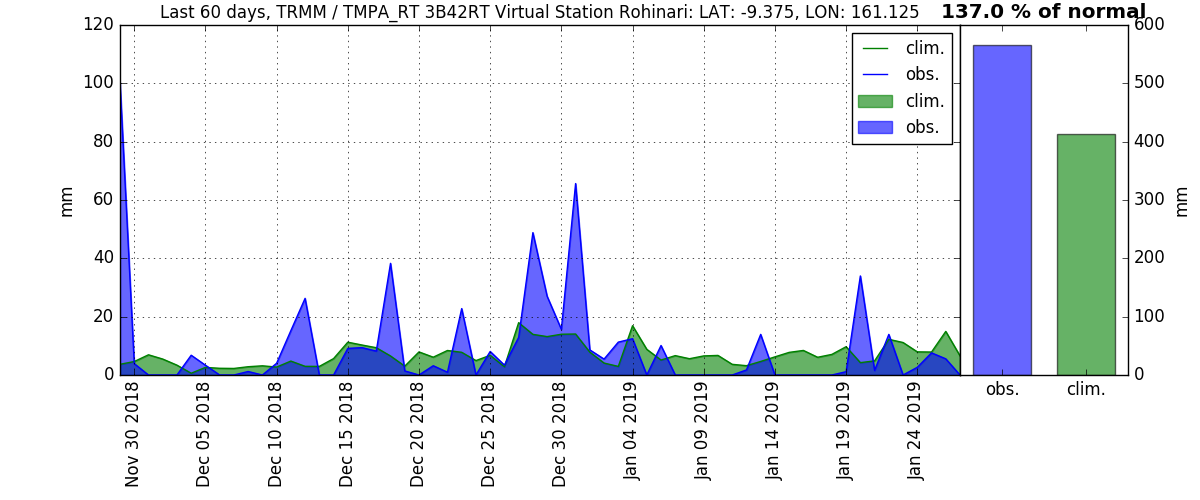 Last 60 days, TRMM / TMPA_RT 3B42RT Virtual Station Rohinari: LAT: -9.375, LON: 161.125
137.0 % of normal
120
100
80
60
40
20
0
mm
clim.
obs.
clim.
obs.
600
500
400
300
200
100
0
mm
Nov 30 2018
Dec 05 2018
Dec 10 2018
Dec 15 2018
Dec 20 2018
Dec 25 2018
Dec 30 2018
Jan 04 2019
Jan 09 2019
Jan 14 2019
Jan 19 2019
Jan 24 2019
obs.
clim.